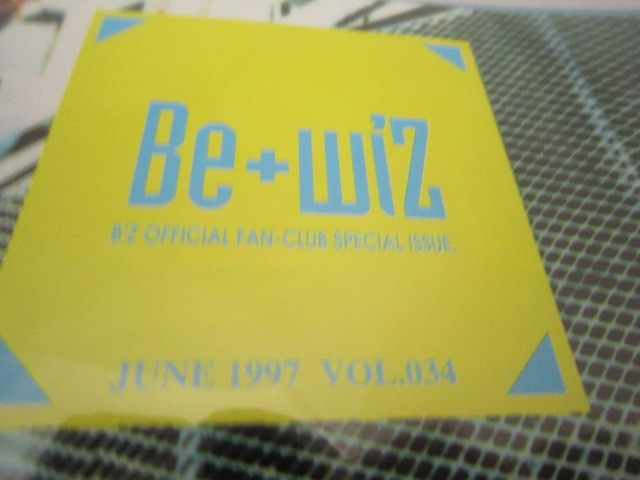 Be+wiz
B'Z OFFICIAL FAN-CLUB SPECIAL ISSUE.
JUNE 1997 VOL.034